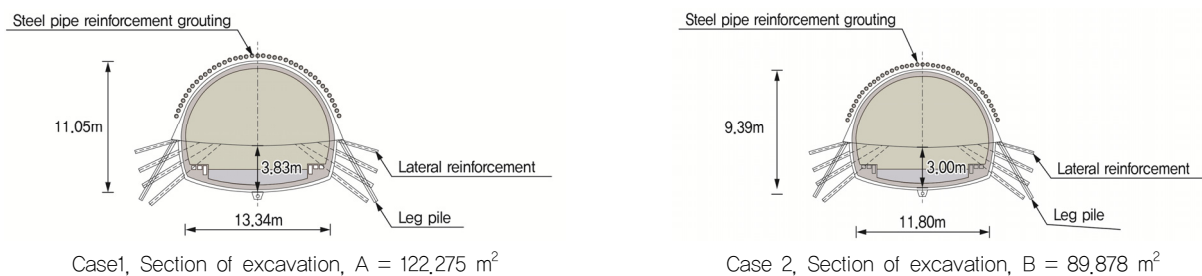 Steel pipe reinforcement grouting
11.05m
3.83m
Lateral reinforcement
Leg pile
13.34m
Case1, Section of excavation, A = 122.275 m²
Steel pipe reinforcement grouting
9.39m
3.00m
Lateral reinforcement
Leg pile
11.80m
Case 2, Section of excavation, B = 89.878 m²